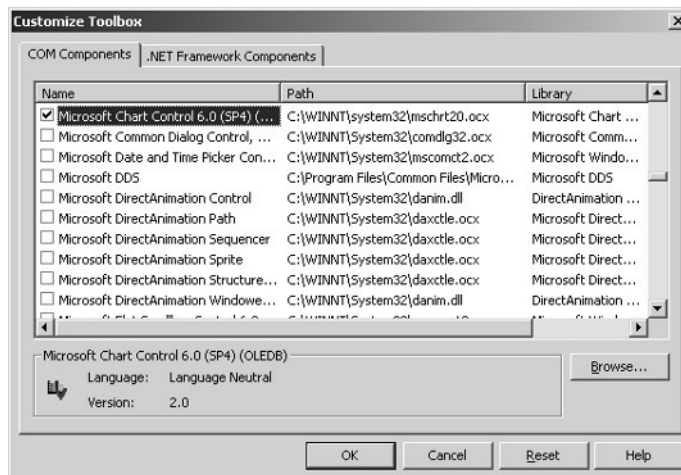 Customize Toolbox
COM Components .NET Framework Components
Name Path Library
Microsoft Chart Control 6.0 (SP4) (... C:\WINNT\system32\mschrt20.ocx Microsoft Chart ...
Microsoft Common Dialog Control, ... C:\WINNT\System32\comdlg32.ocx Microsoft Comm...
Microsoft Date and Time Picker Con... C:\WINNT\System32\mscomct2.ocx Microsoft Windo...
Microsoft DDS C:\Program Files\Common Files\Micro... Microsoft DDS
Microsoft DirectAnimation Control C:\WINNT\System32\danim.dll DirectAnimation ...
Microsoft DirectAnimation Path C:\WINNT\System32\daxctle.ocx Microsoft Direct...
Microsoft DirectAnimation Sequencer C:\WINNT\System32\daxctle.ocx Microsoft Direct...
Microsoft DirectAnimation Sprite C:\WINNT\System32\daxctle.ocx Microsoft Direct...
Microsoft DirectAnimation Structure... C:\WINNT\System32\daxctle.ocx Microsoft Direct...
Microsoft DirectAnimation Windowe... C:\WINNT\System32\danim.dll DirectAnimation ...
Microsoft Chart Control 6.0 (SP4) (OLEDB)
Language: Language Neutral
Version: 2.0
Browse...
OK Cancel Reset Help